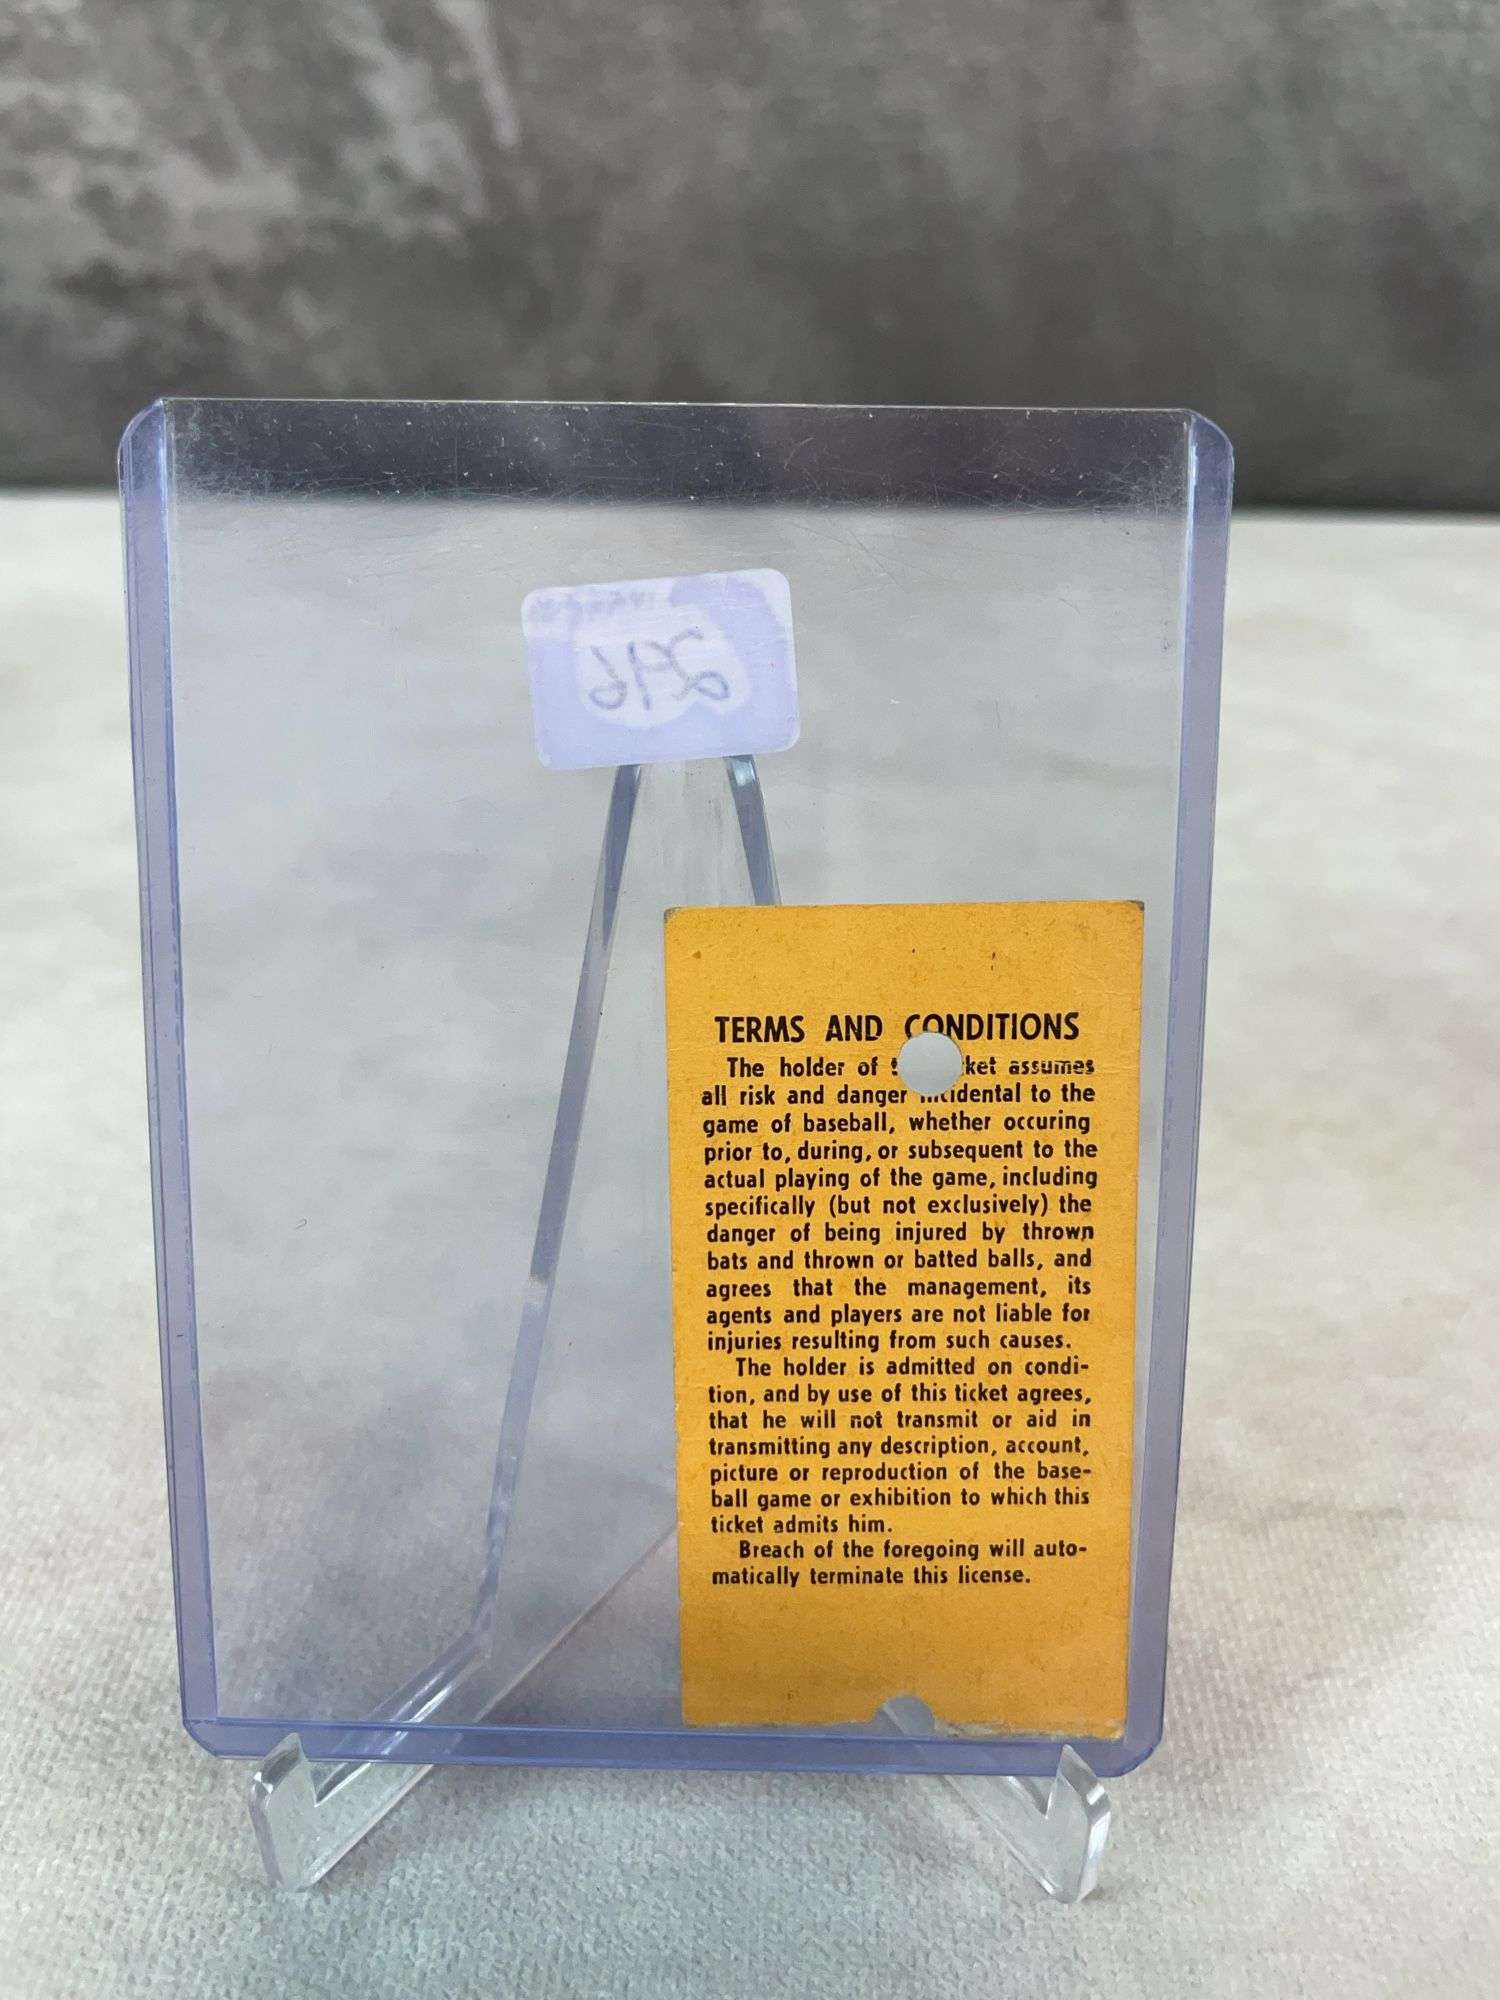 296
TERMS AND CONDITIONS
The holder of assumes
all risk and danger incidental to the
game of baseball, whether occuring
prior to, during, or subsequent to the
actual playing of the game, including
specifically (but not exclusively) the
danger of being injured by thrown
bats and thrown or batted balls, and
agrees that the management, its
agents and players are not liable for
injuries resulting from such causes.
The holder is admitted on condi-
tion, and by use of this ticket agrees,
that he will not transmit or aid in
transmitting any description, account,
picture or reproduction of the base-
ball game or exhibition to which this
ticket admits him.
Breach of the foregoing will auto-
matically terminate this license.